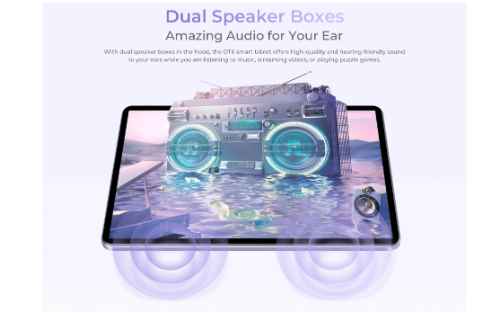 Dual Speaker Boxes
Amazing Audio for Your Ear
With dual speaker boxes in the hood, the OT6 smart tablet offers high-quality and hearing-friendly sound
to your ears while you are listening to music, streaming videos, or playing puzzle games.